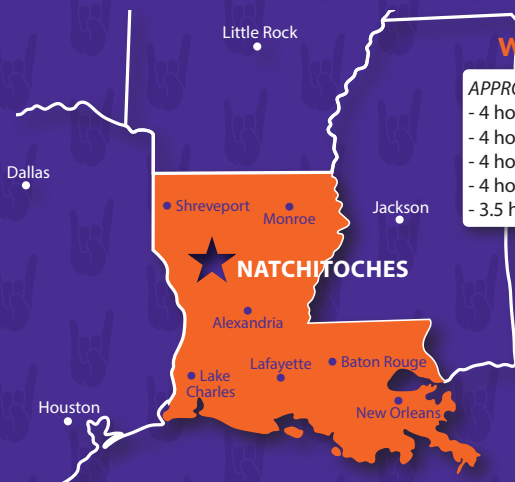 Little Rock
W
APPRO
- 4 ho
- 4 ho
- 4 ho
- 4 ho
- 3.5 h
Dallas
Shreveport
Monroe
Jackson
NATCHITOCHES
Alexandria
Lafayette
Baton Rouge
Lake
Charles
Houston
New Orleans